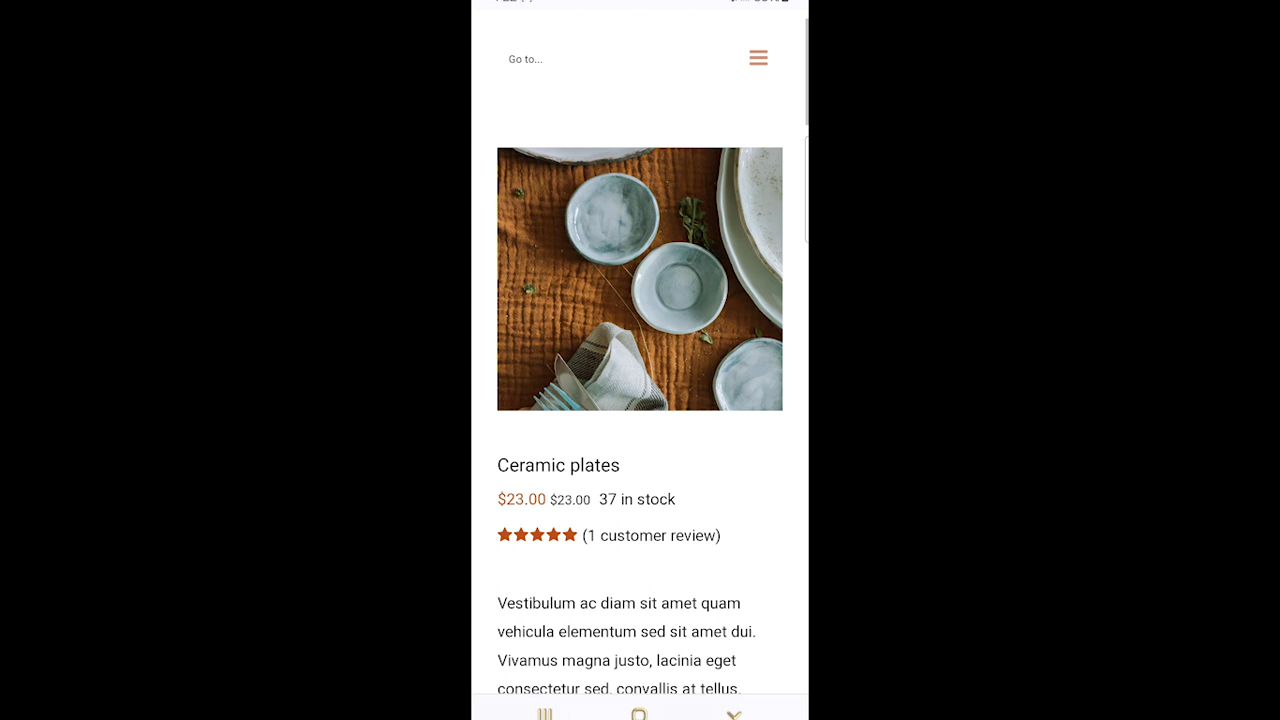 Go to...
Ceramic plates
$23.00 $23.00 37 in stock
(1 customer review)
Vestibulum ac diam sit amet quam
vehicula elementum sed sit amet dui.
Vivamus magna justo, lacinia eget
consectetur sed, convallis at tellus.